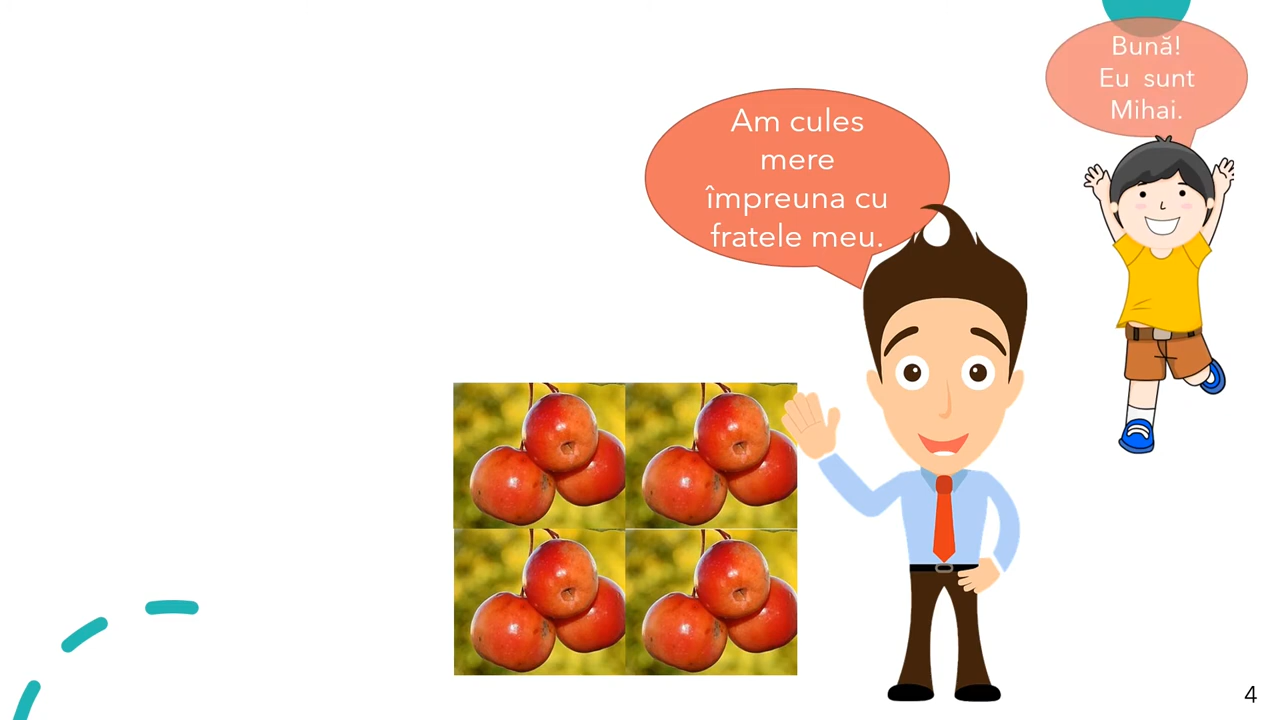 Bună!
Eu sunt
Mihai.
Am cules
mere
împreuna cu
fratele meu.
4